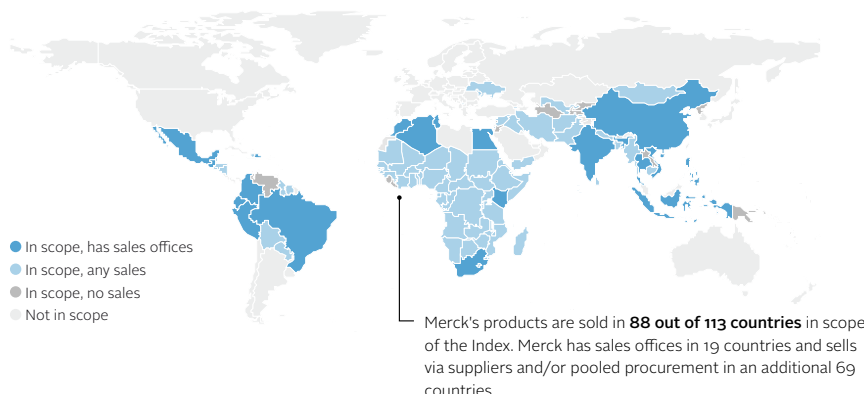 In scope, has sales offices
In scope, any sales
In scope, no sales
Not in scope
Merck's products are sold in 88 out of 113 countries in scope
of the Index. Merck has sales offices in 19 countries and sells
via suppliers and/or pooled procurement in an additional 69
countries